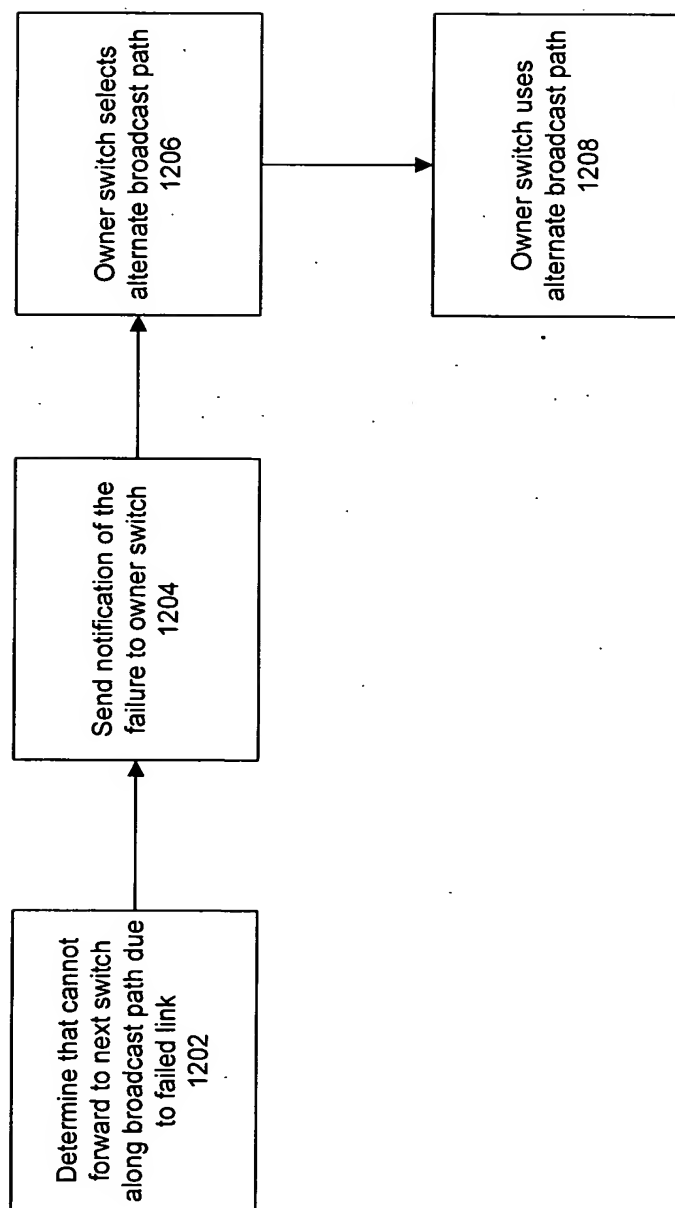 Determine that cannot
forward to next switch
along broadcast path due
to failed link
1202
Send notification of the
failure to owner switch
1204
Owner switch selects
alternate broadcast path
1206
Owner switch uses
alternate broadcast path
1208